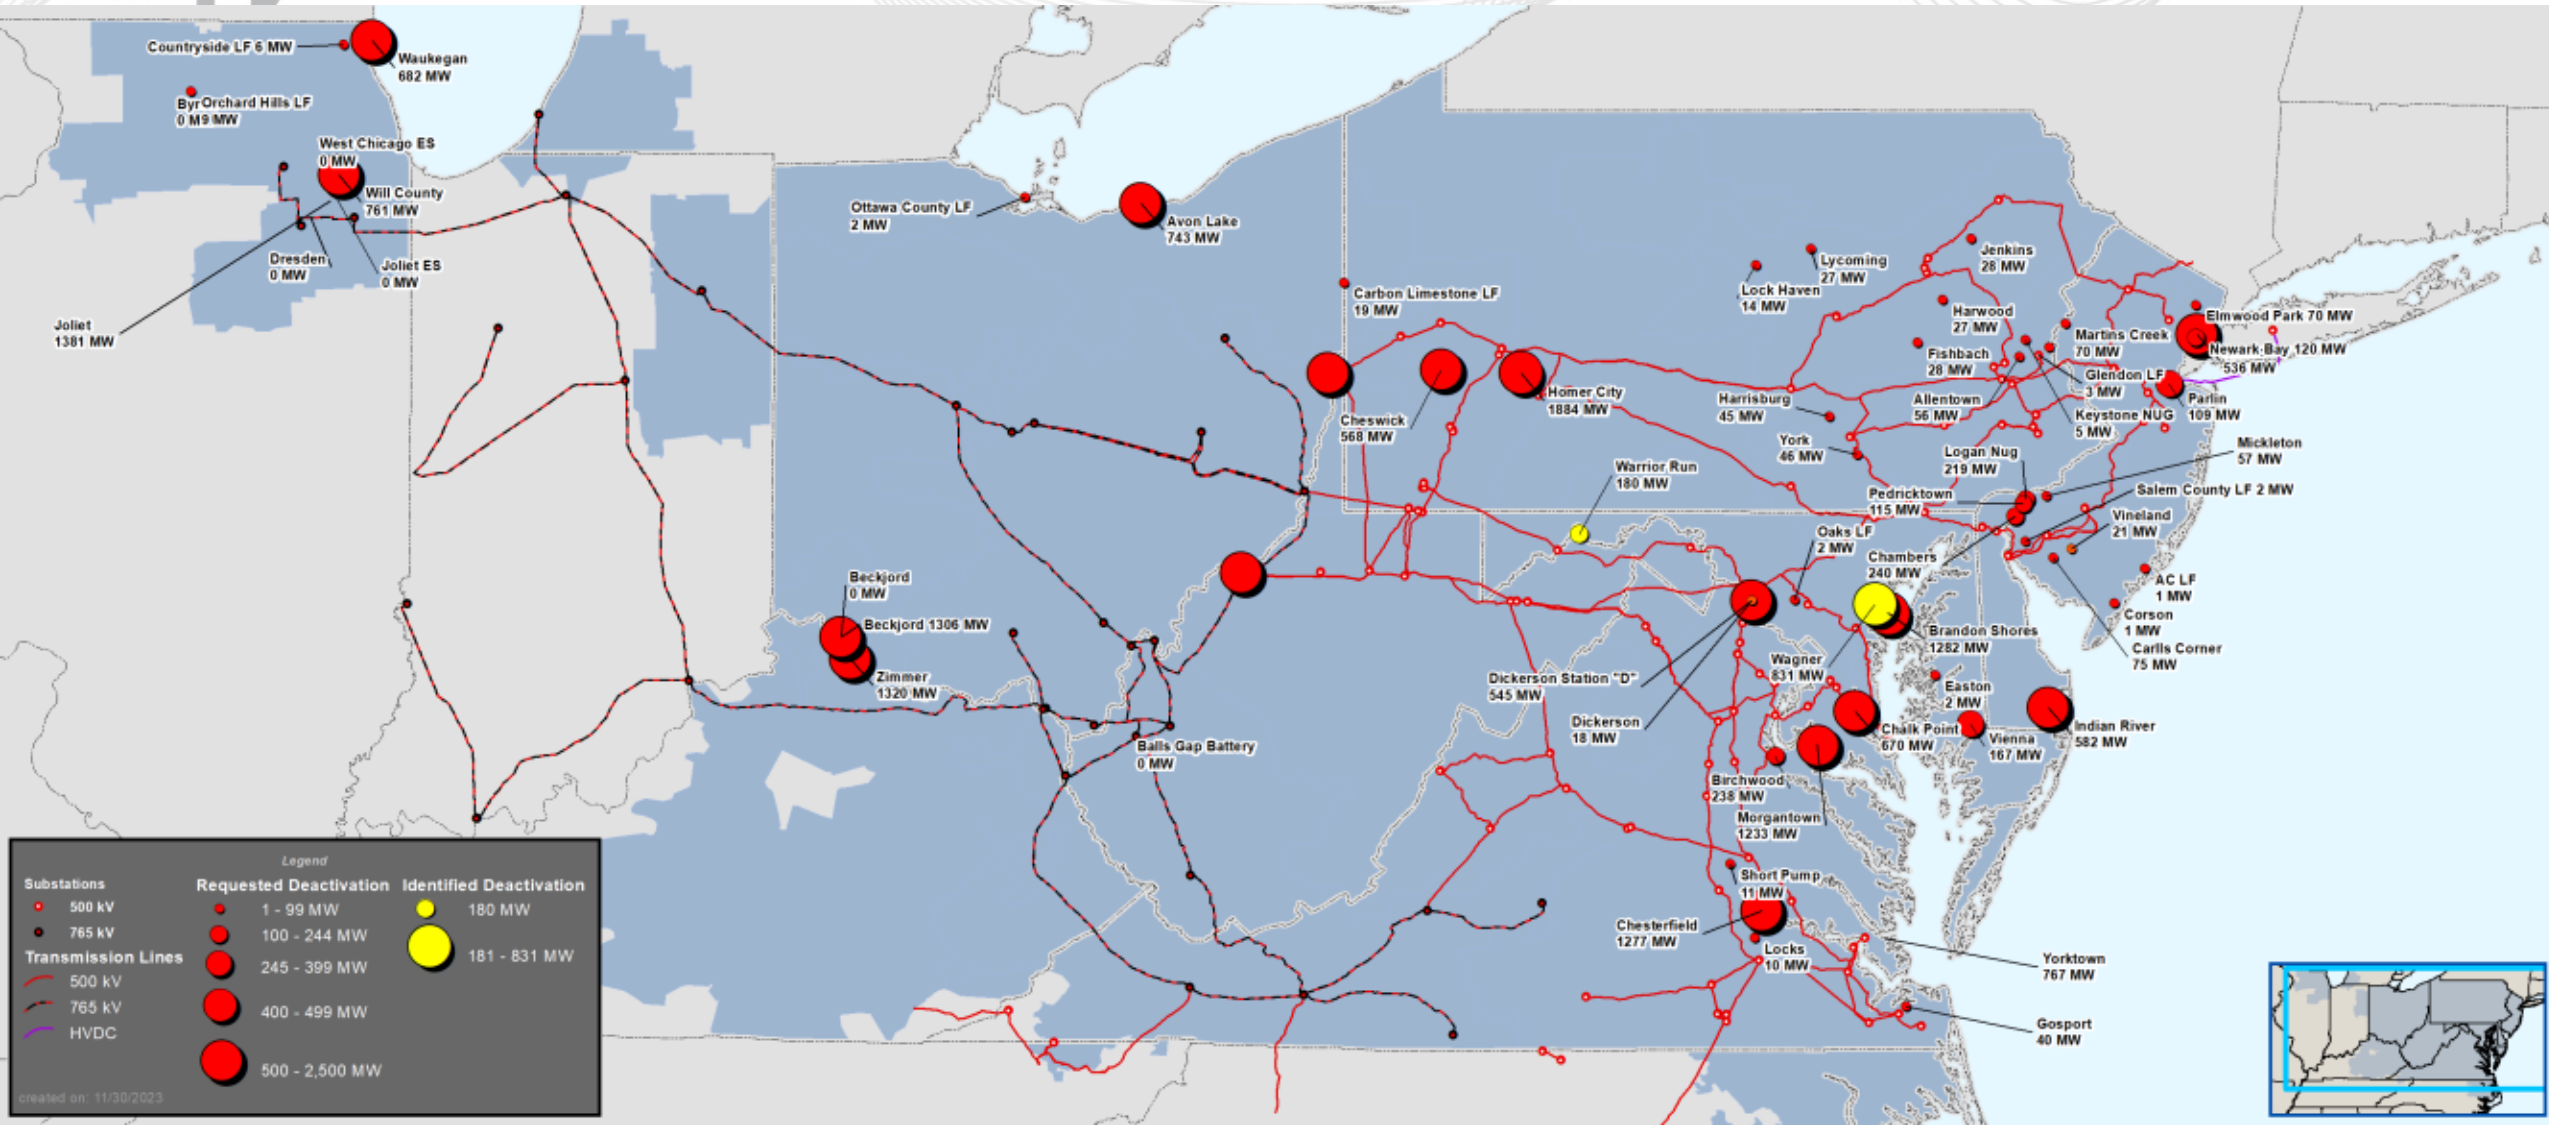 Countryside LF 6 MW
Waukegan
682 MW
Byr Orchard Hills LF
0 M 9 MW
West Chicago ES
0 MW
Will County
761 MW
Dresden
0 MW
Joliet ES
0 MW
Joliet
1381 MW
Ottawa County LF
2 MW
Avon Lake
743 MW
Carbon Limestone LF
19 MW
Lycoming
27 MW
Lock Haven
14 MW
Jenkins
28 MW
Harwood
27 MW
Elmwood Park 70 MW
Martins Creek
70 MW
Newark Bay 120 MW
536 MW
Fishbach
28 MW
Glendon LF
3 MW
Parlin
109 MW
Homer City
1884 MW
Cheswick
568 MW
Harrisburg
45 MW
Allentown
56 MW
Keystone NUG
5 MW
York
46 MW
Mickleton
57 MW
Logan Nug
219 MW
Warrior Run
180 MW
Pedricktown
115 MW
Salem County LF 2 MW
Vineland
21 MW
Oaks LF
2 MW
Chambers
240 MW
AC LF
1 MW
Corson
1 MW
Carlls Corner
75 MW
Beckjord
0 MW
Beckjord 1306 MW
Zimmer
1320 MW
Brandon Shores
1282 MW
Wagner
831 MW
Dickerson Station "D"
545 MW
Dickerson
18 MW
Easton
2 MW
Chalk Point
670 MW
Vienna
167 MW
Indian River
582 MW
Balls Gap Battery
0 MW
Birchwood
238 MW
Morgantown
1233 MW
Short Pump
11 MW
Chesterfield
1277 MW
Locks
10 MW
Yorktown
767 MW
Gosport
40 MW
Legend
Substations
500 kV
765 kV
Transmission Lines
500 kV
765 kV
HVDC
Requested Deactivation
1 - 99 MW
100 - 244 MW
245 - 399 MW
400 - 499 MW
500 - 2,500 MW
Identified Deactivation
180 MW
181 - 831 MW
created on: 11/30/2023